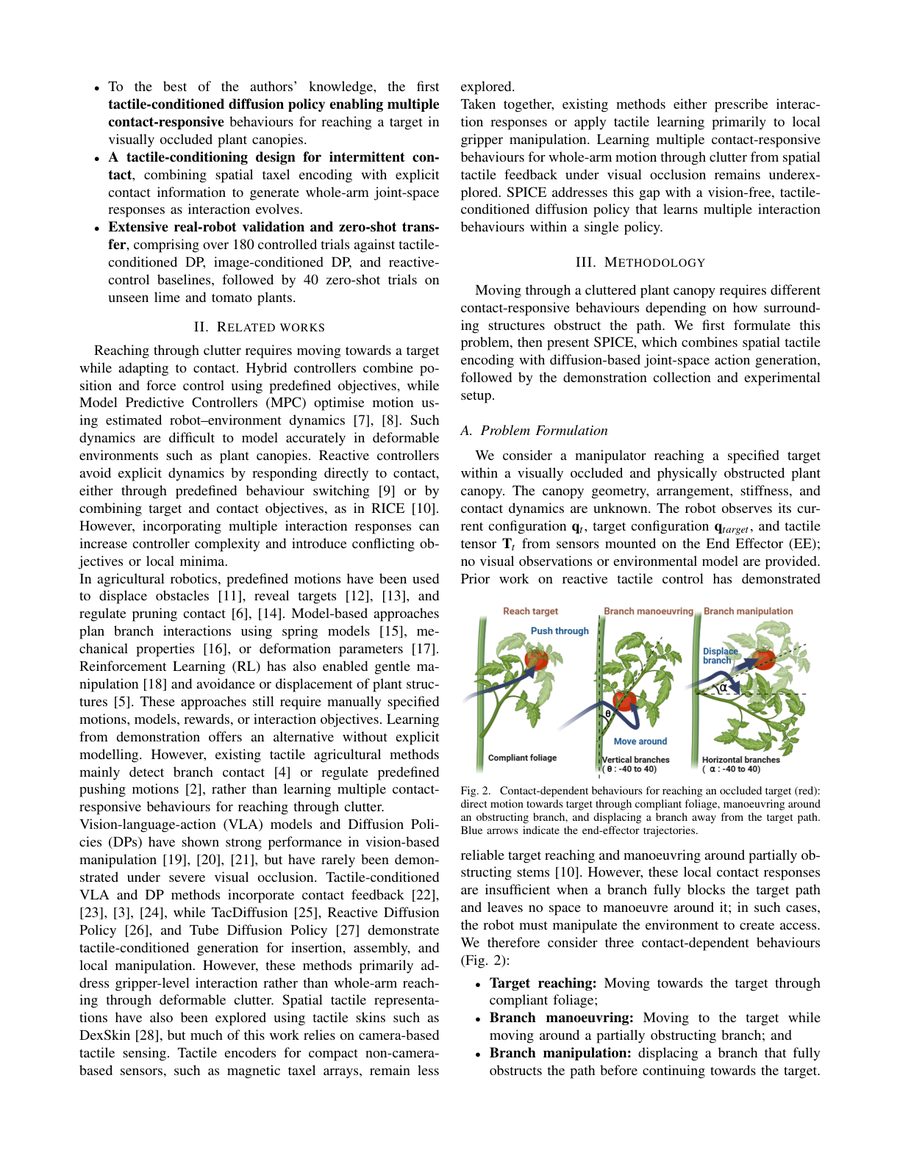 • To the best of the authors' knowledge, the first
tactile-conditioned diffusion policy enabling multiple
contact-responsive behaviours for reaching a target in
visually occluded plant canopies.
• A tactile-conditioning design for intermittent con-
tact, combining spatial taxel encoding with explicit
contact information to generate whole-arm joint-space
responses as interaction evolves.
• Extensive real-robot validation and zero-shot trans-
fer, comprising over 180 controlled trials against tactile-
conditioned DP, image-conditioned DP, and reactive-
control baselines, followed by 40 zero-shot trials on
unseen lime and tomato plants.
II. RELATED WORKS
Reaching through clutter requires moving towards a target
while adapting to contact. Hybrid controllers combine po-
sition and force control using predefined objectives, while
Model Predictive Controllers (MPC) optimise motion us-
ing estimated robot–environment dynamics [7], [8]. Such
dynamics are difficult to model accurately in deformable
environments such as plant canopies. Reactive controllers
avoid explicit dynamics by responding directly to contact,
either through predefined behaviour switching [9] or by
combining target and contact objectives, as in RICE [10].
However, incorporating multiple interaction responses can
increase controller complexity and introduce conflicting ob-
jectives or local minima.
In agricultural robotics, predefined motions have been used
to displace obstacles [11], reveal targets [12], [13], and
regulate pruning contact [6], [14]. Model-based approaches
plan branch interactions using spring models [15], me-
chanical properties [16], or deformation parameters [17].
Reinforcement Learning (RL) has also enabled gentle ma-
nipulation [18] and avoidance or displacement of plant struc-
tures [5]. These approaches still require manually specified
motions, models, rewards, or interaction objectives. Learning
from demonstration offers an alternative without explicit
modelling. However, existing tactile agricultural methods
mainly detect branch contact [4] or regulate predefined
pushing motions [2], rather than learning multiple contact-
responsive behaviours for reaching through clutter.
Vision-language-action (VLA) models and Diffusion Poli-
cies (DPs) have shown strong performance in vision-based
manipulation [19], [20], [21], but have rarely been demon-
strated under severe visual occlusion. Tactile-conditioned
VLA and DP methods incorporate contact feedback [22],
[23], [3], [24], while TacDiffusion [25], Reactive Diffusion
Policy [26], and Tube Diffusion Policy [27] demonstrate
tactile-conditioned generation for insertion, assembly, and
local manipulation. However, these methods primarily ad-
dress gripper-level interaction rather than whole-arm reach-
ing through deformable clutter. Spatial tactile representa-
tions have also been explored using tactile skins such as
DexSkin [28], but much of this work relies on camera-based
tactile sensing. Tactile encoders for compact non-camera-
based sensors, such as magnetic taxel arrays, remain less
explored.
Taken together, existing methods either prescribe interac-
tion responses or apply tactile learning primarily to local
gripper manipulation. Learning multiple contact-responsive
behaviours for whole-arm motion through clutter from spatial
tactile feedback under visual occlusion remains underex-
plored. SPICE addresses this gap with a vision-free, tactile-
conditioned diffusion policy that learns multiple interaction
behaviours within a single policy.
III. METHODOLOGY
Moving through a cluttered plant canopy requires different
contact-responsive behaviours depending on how surround-
ing structures obstruct the path. We first formulate this
problem, then present SPICE, which combines spatial tactile
encoding with diffusion-based joint-space action generation,
followed by the demonstration collection and experimental
setup.
A. Problem Formulation
We consider a manipulator reaching a specified target
within a visually occluded and physically obstructed plant
canopy. The canopy geometry, arrangement, stiffness, and
contact dynamics are unknown. The robot observes its cur-
rent configuration qt, target configuration qtarget, and tactile
tensor Tt from sensors mounted on the End Effector (EE);
no visual observations or environmental model are provided.
Prior work on reactive tactile control has demonstrated
Reach target
Branch manoeuvring
Branch manipulation
Push through
Displace
branch
α
θ
Move around
Compliant foliage
Vertical branches
( θ : -40 to 40)
Horizontal branches
( α : -40 to 40)
Fig. 2. Contact-dependent behaviours for reaching an occluded target (red):
direct motion towards target through compliant foliage, manoeuvring around
an obstructing branch, and displacing a branch away from the target path.
Blue arrows indicate the end-effector trajectories.
reliable target reaching and manoeuvring around partially ob-
structing stems [10]. However, these local contact responses
are insufficient when a branch fully blocks the target path
and leaves no space to manoeuvre around it; in such cases,
the robot must manipulate the environment to create access.
We therefore consider three contact-dependent behaviours
(Fig. 2):
• Target reaching: Moving towards the target through
compliant foliage;
• Branch manoeuvring: Moving to the target while
moving around a partially obstructing branch; and
• Branch manipulation: displacing a branch that fully
obstructs the path before continuing towards the target.